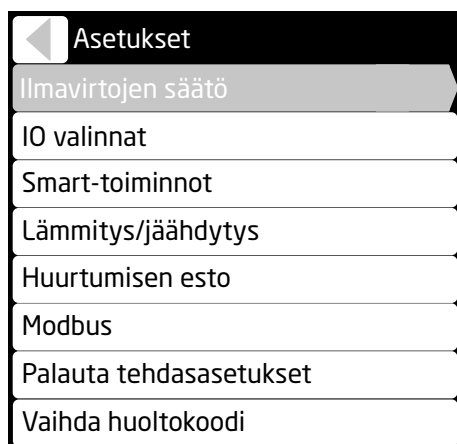 Asetukset
Ilmavirtojen säätö
IO valinnat
Smart-toiminnot
Lämmitys/jäähdytys
Huurtumisen esto
Modbus
Palauta tehdasasetukset
Vaihda huoltokoodi